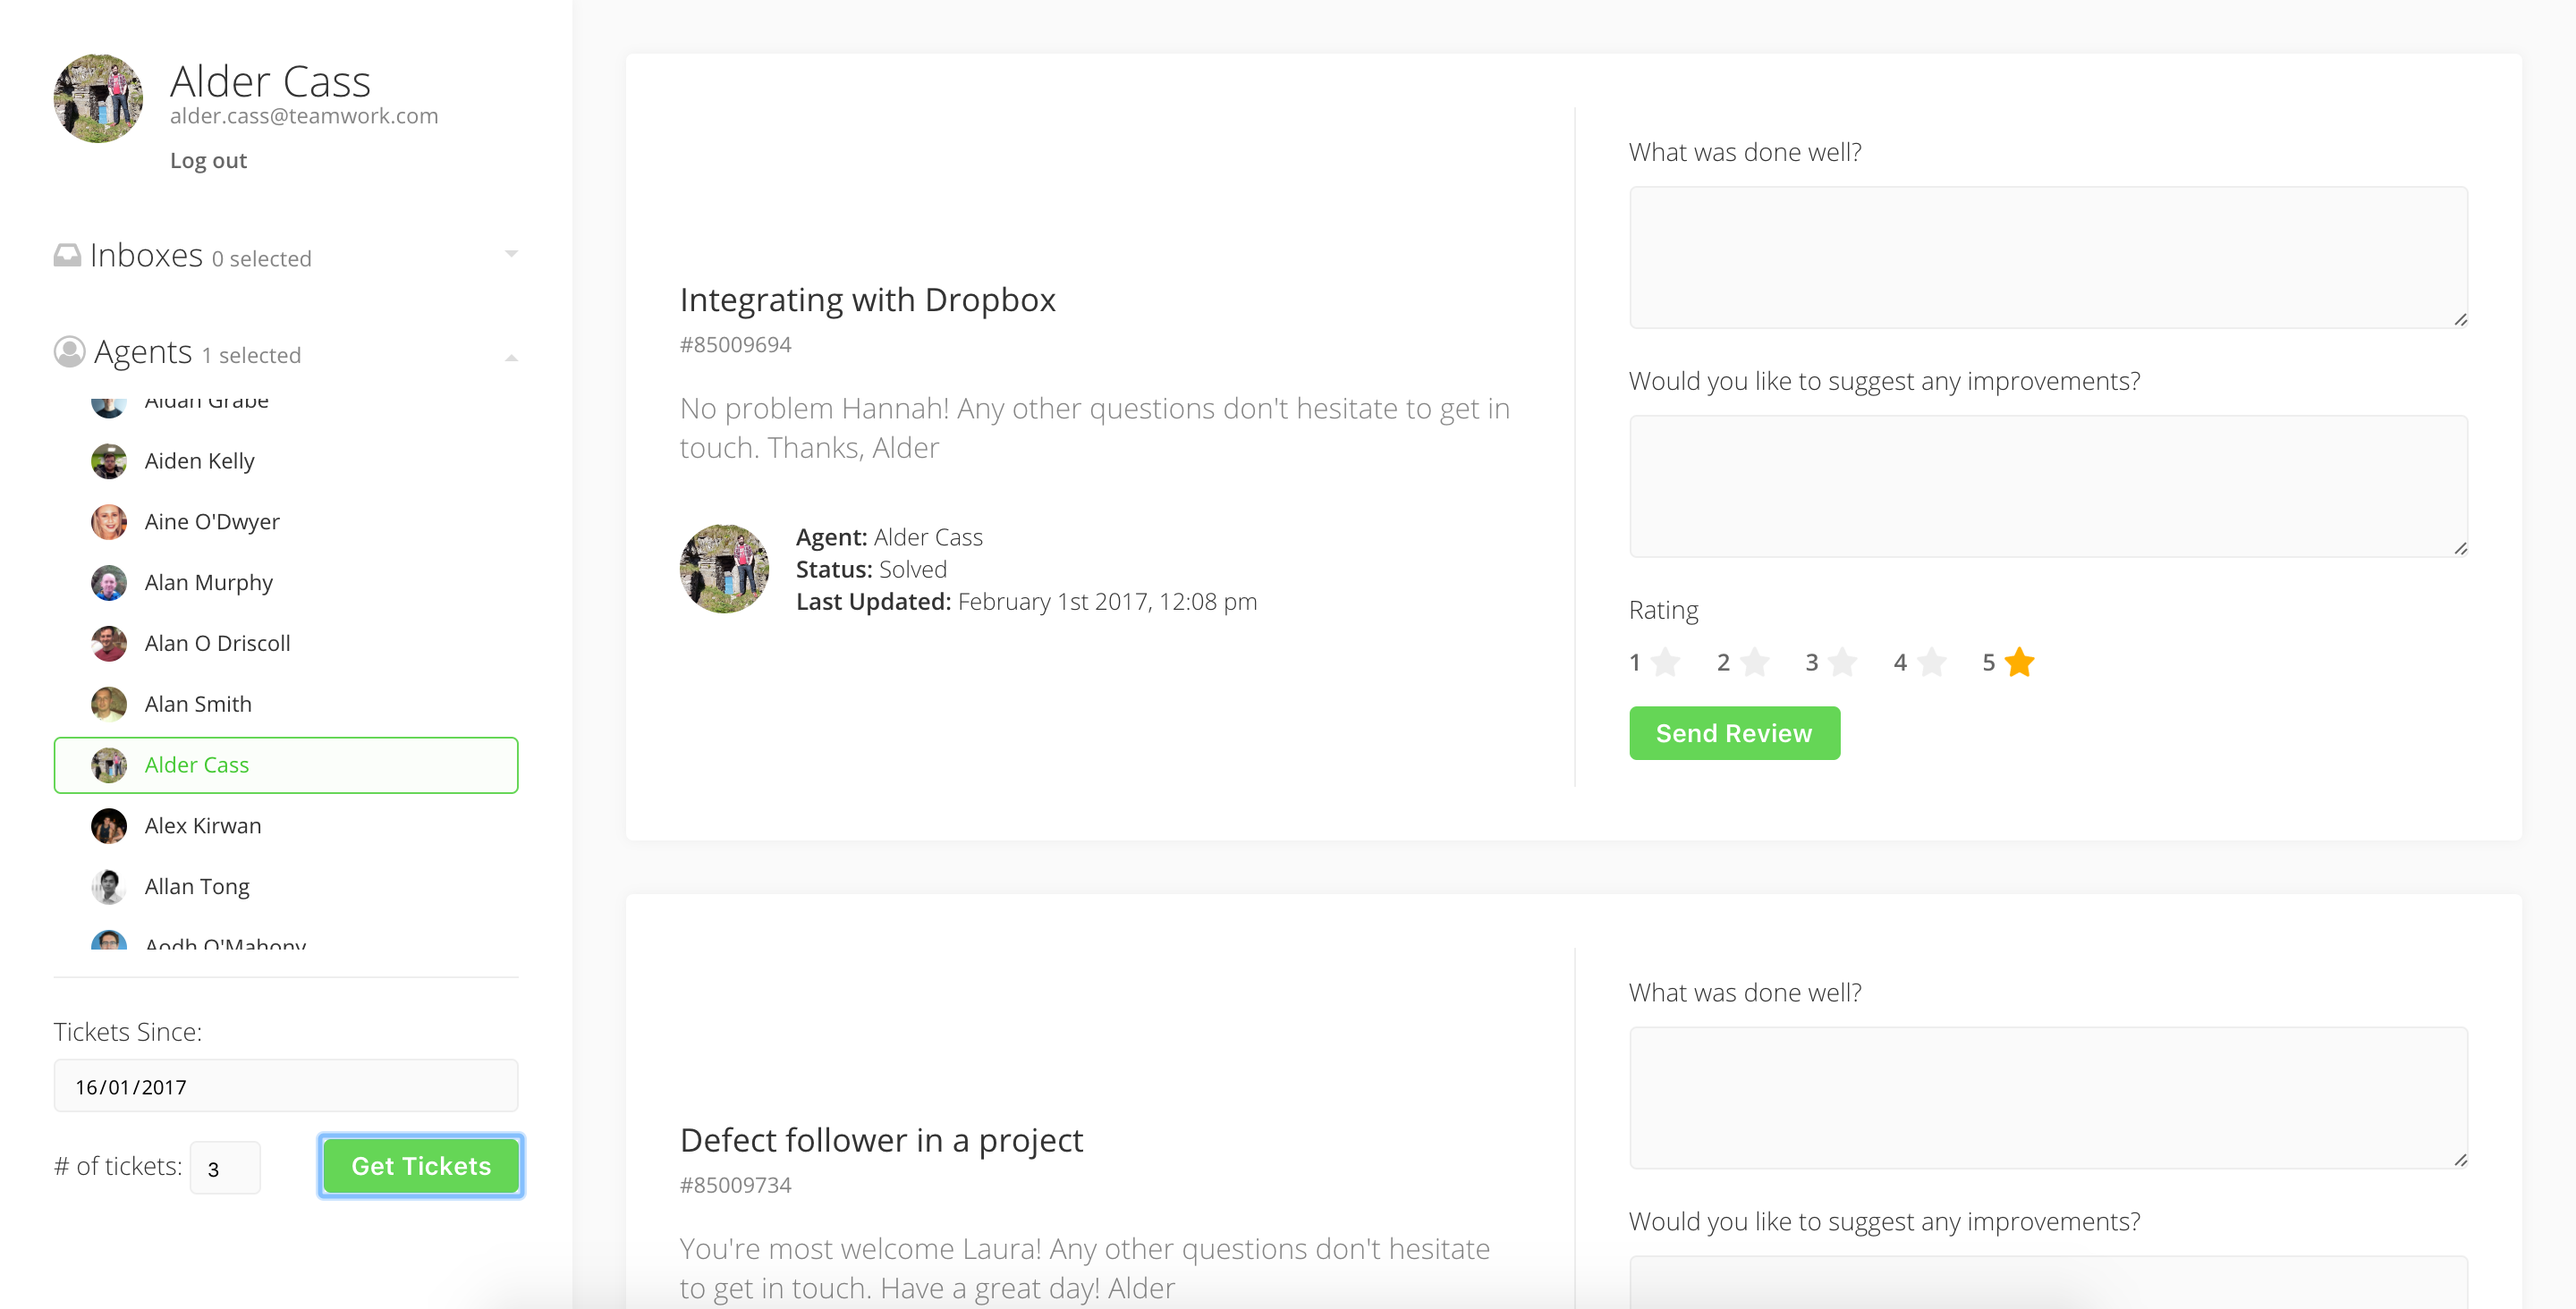 Alder Cass
alder.cass@teamwork.com
Log out
Inboxes 0 selected
Agents 1 selected
Aidan Grabe
Aiden Kelly
Aine O'Dwyer
Alan Murphy
Alan O Driscoll
Alan Smith
Alder Cass
Alex Kirwan
Allan Tong
Aodh O'Mahony
Tickets Since:
16/01/2017
# of tickets: 3
Get Tickets
Integrating with Dropbox
#85009694
No problem Hannah! Any other questions don't hesitate to get in
touch. Thanks, Alder
Agent: Alder Cass
Status: Solved
Last Updated: February 1st 2017, 12:08 pm
What was done well?
Would you like to suggest any improvements?
Rating
1 2 3 4 5
Send Review
Defect follower in a project
#85009734
You're most welcome Laura! Any other questions don't hesitate
to get in touch. Have a great day! Alder
What was done well?
Would you like to suggest any improvements?